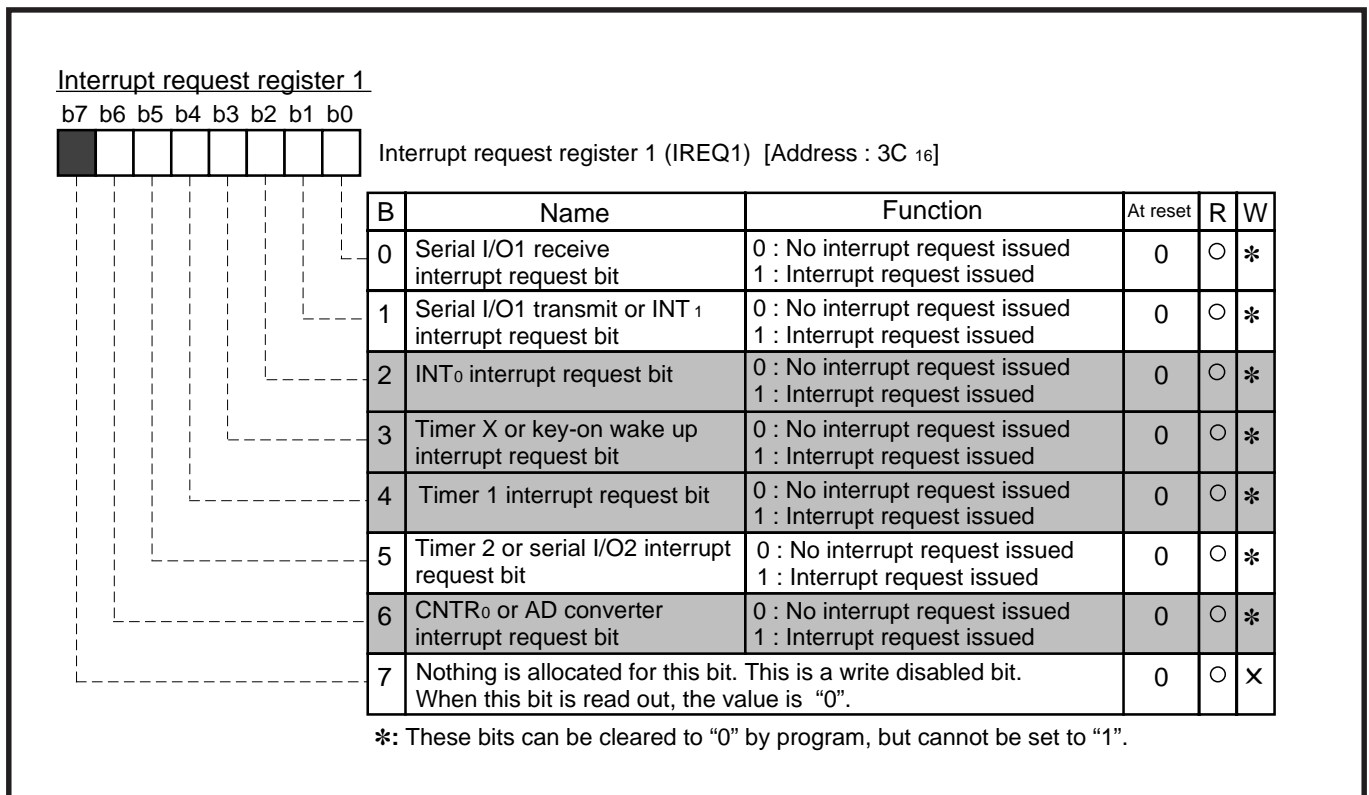 Interrupt request register 1
b7 b6 b5 b4 b3 b2 b1 b0
Interrupt request register 1 (IREQ1) [Address : 3C 16]
B Name Function At reset R W
0 Serial I/O1 receive interrupt request bit 0 : No interrupt request issued 1 : Interrupt request issued 0 ○ ✻
1 Serial I/O1 transmit or INT 1 interrupt request bit 0 : No interrupt request issued 1 : Interrupt request issued 0 ○ ✻
2 INT0 interrupt request bit 0 : No interrupt request issued 1 : Interrupt request issued 0 ○ ✻
3 Timer X or key-on wake up interrupt request bit 0 : No interrupt request issued 1 : Interrupt request issued 0 ○ ✻
4 Timer 1 interrupt request bit 0 : No interrupt request issued 1 : Interrupt request issued 0 ○ ✻
5 Timer 2 or serial I/O2 interrupt request bit 0 : No interrupt request issued 1 : Interrupt request issued 0 ○ ✻
6 CNTR0 or AD converter interrupt request bit 0 : No interrupt request issued 1 : Interrupt request issued 0 ○ ✻
7 Nothing is allocated for this bit. This is a write disabled bit. When this bit is read out, the value is “0”. 0 ○ ×
✻: These bits can be cleared to “0” by program, but cannot be set to “1”.